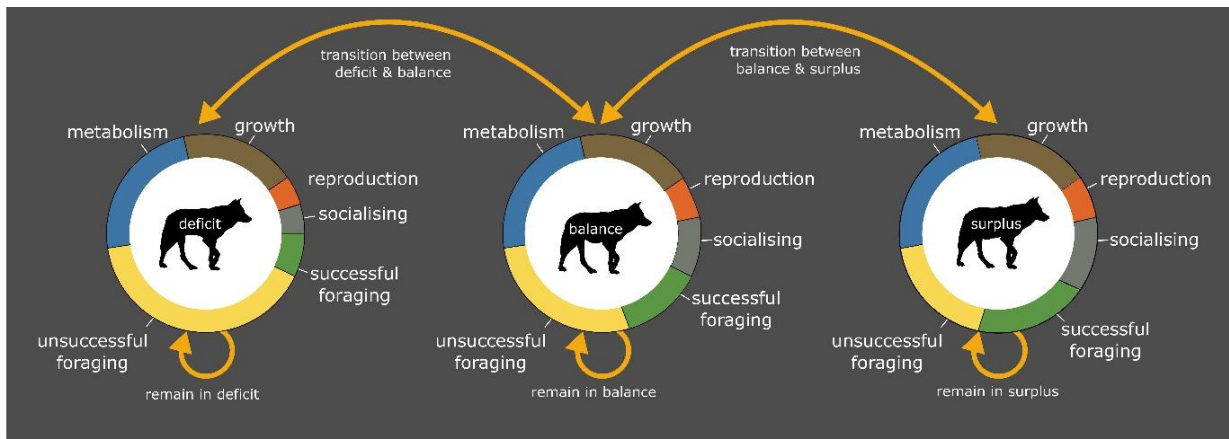 transition between
deficit & balance
transition between
balance & surplus
metabolism
growth
reproduction
socialising
successful
foraging
unsuccessful
foraging
deficit
remain in deficit
metabolism
growth
reproduction
socialising
successful
foraging
unsuccessful
foraging
balance
remain in balance
metabolism
growth
reproduction
socialising
successful
foraging
unsuccessful
foraging
surplus
remain in surplus